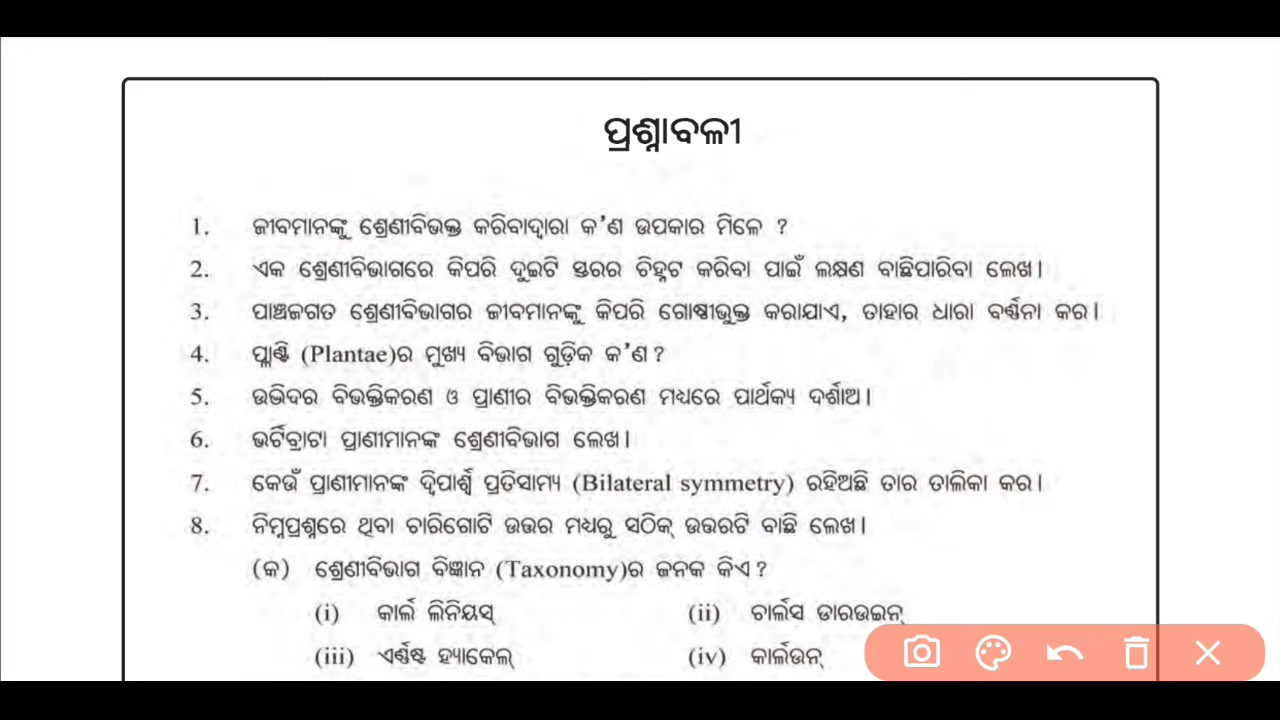 ପ୍ରଶ୍ନାବଳୀ
1. ଜୀବମାନଙ୍କୁ ଶ୍ରେଣୀବିଭକ୍ତ କରିବାଦ୍ୱାରା କ'ଣ ଉପକାର ମିଳେ ?
2. ଏକ ଶ୍ରେଣୀବିଭାଗରେ କିପରି ଦୁଇଟି ସ୍ତରର ଚିହ୍ନଟ କରିବା ପାଇଁ ଲକ୍ଷଣ ବାଛିପାରିବା ଲେଖ।
3. ପାଞ୍ଚଜଗତ ଶ୍ରେଣୀବିଭାଗର ଜୀବମାନଙ୍କୁ କିପରି ଗୋଷ୍ଠୀଭୁକ୍ତ କରାଯାଏ, ତାହାର ଧାରା ବର୍ଣ୍ଣନା କର।
4. ପ୍ଲାଣ୍ଟି (Plantae)ର ମୁଖ୍ୟ ବିଭାଗ ଗୁଡ଼ିକ କ'ଣ ?
5. ଉଦ୍ଭିଦର ବିଭକ୍ତିକରଣ ଓ ପ୍ରାଣୀର ବିଭକ୍ତିକରଣ ମଧ୍ୟରେ ପାର୍ଥକ୍ୟ ଦର୍ଶାଅ।
6. ଭର୍ଟିବ୍ରାଟା ପ୍ରାଣୀମାନଙ୍କ ଶ୍ରେଣୀବିଭାଗ ଲେଖ।
7. କେଉଁ ପ୍ରାଣୀମାନଙ୍କ ଦ୍ୱିପାର୍ଶ୍ୱ ପ୍ରତିସାମ୍ୟ (Bilateral symmetry) ରହିଅଛି ତାର ତାଲିକା କର।
8. ନିମ୍ନପ୍ରଶ୍ନରେ ଥିବା ଚାରିଗୋଟି ଉତ୍ତର ମଧ୍ୟରୁ ସଠିକ୍ ଉତ୍ତରଟି ବାଛି ଲେଖ।
(କ) ଶ୍ରେଣୀବିଭାଗ ବିଜ୍ଞାନ (Taxonomy)ର ଜନକ କିଏ ?
(i) କାର୍ଲ ଲିନିୟସ୍ (ii) ଚାର୍ଲସ ଡାରଉଇନ୍
(iii) ଏର୍ଣ୍ଣଷ୍ଟ ହ୍ୟାକେଲ୍ (iv) କାର୍ଲଉନ୍